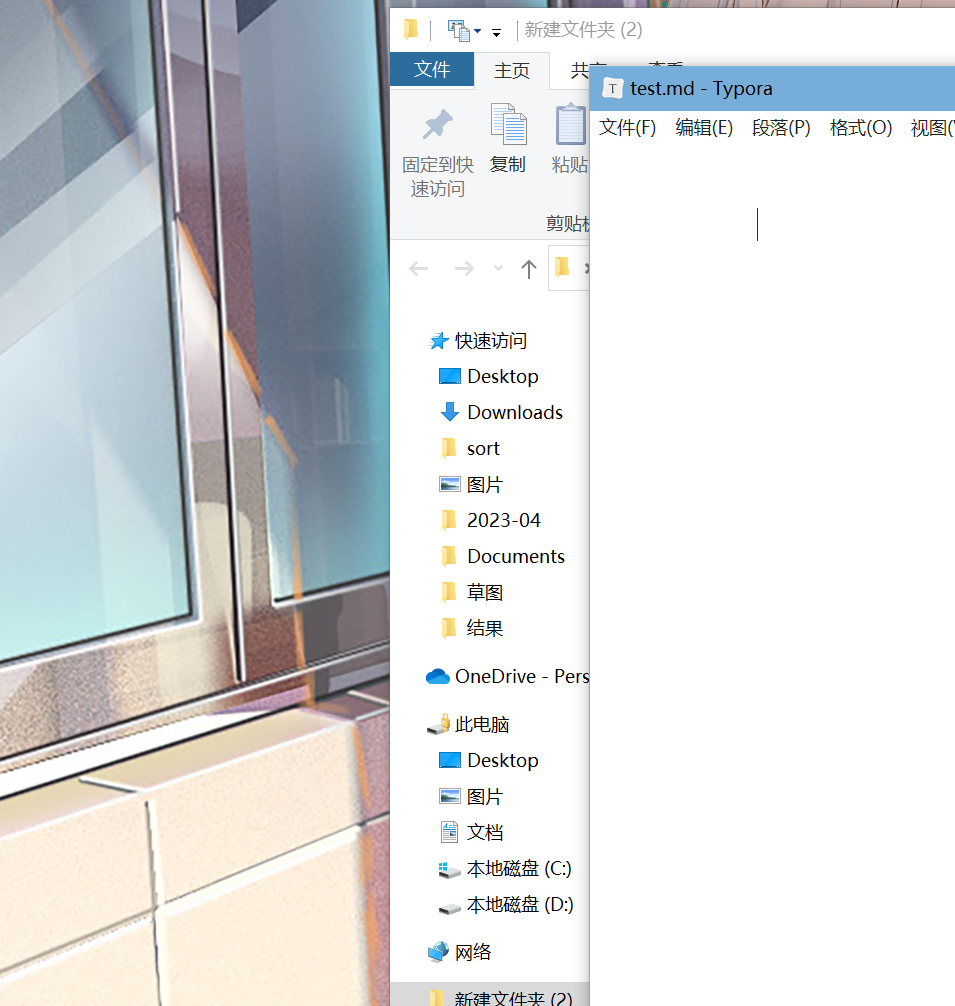 新建文件夹 (2)
文件 主页
test.md - Typora
文件(F) 编辑(E) 段落(P) 格式(O) 视图(
固定到快
速访问
复制
粘贴
快速访问
Desktop
Downloads
sort
图片
2023-04
Documents
草图
结果
OneDrive - Pers
此电脑
Desktop
图片
文档
本地磁盘 (C:)
本地磁盘 (D:)
网络
新建文件夹 (2)